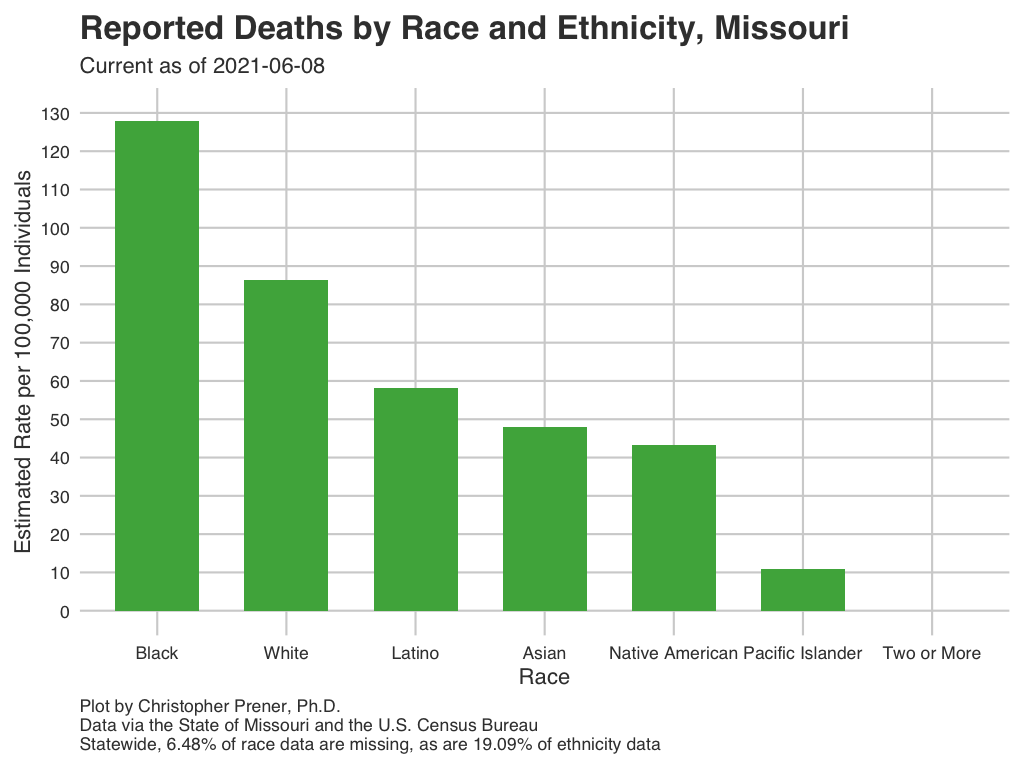 Reported Deaths by Race and Ethnicity, Missouri
Current as of 2021-06-08
Estimated Rate per 100,000 Individuals
130
120
110
100
90
80
70
60
50
40
30
20
10
0
Black White Latino Asian Native American Pacific Islander Two or More
Race
Plot by Christopher Prener, Ph.D.
Data via the State of Missouri and the U.S. Census Bureau
Statewide, 6.48% of race data are missing, as are 19.09% of ethnicity data